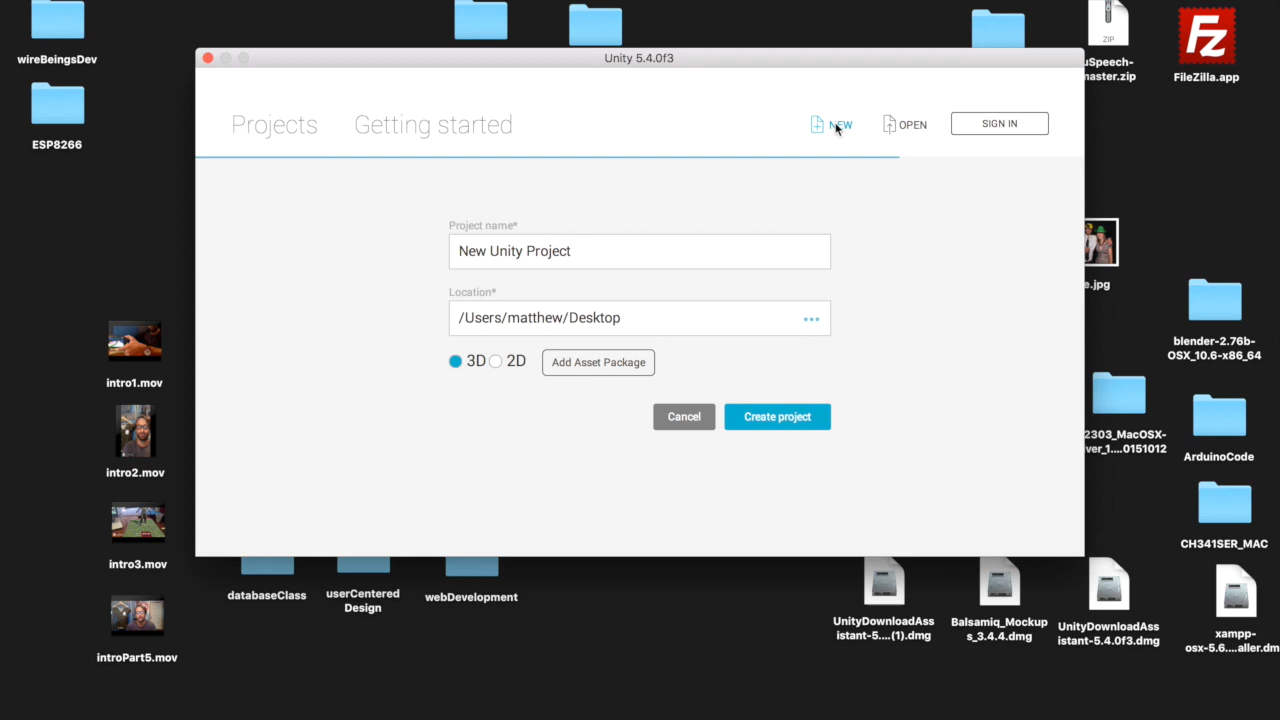 wireBeingsDev
ESP8266
Unity 5.4.0f3
Projects
Getting started
NEW
OPEN
SIGN IN
Project name*
New Unity Project
Location*
/Users/matthew/Desktop
3D
2D
Add Asset Package
Cancel
Create project
ZIP
uSpeech-
master.zip
Fz
FileZilla.app
e.jpg
blender-2.76b-
OSX_10.6-x86_64
2303_MacOSX-
ver_1....0151012
ArduinoCode
CH341SER_MAC
intro1.mov
intro2.mov
intro3.mov
introPart5.mov
databaseClass
userCentered
Design
webDevelopment
UnityDownloadAss
istant-5....(1).dmg
Balsamiq_Mockup
s_3.4.4.dmg
UnityDownloadAss
istant-5.4.0f3.dmg
xampp-
osx-5.6....aller.dm